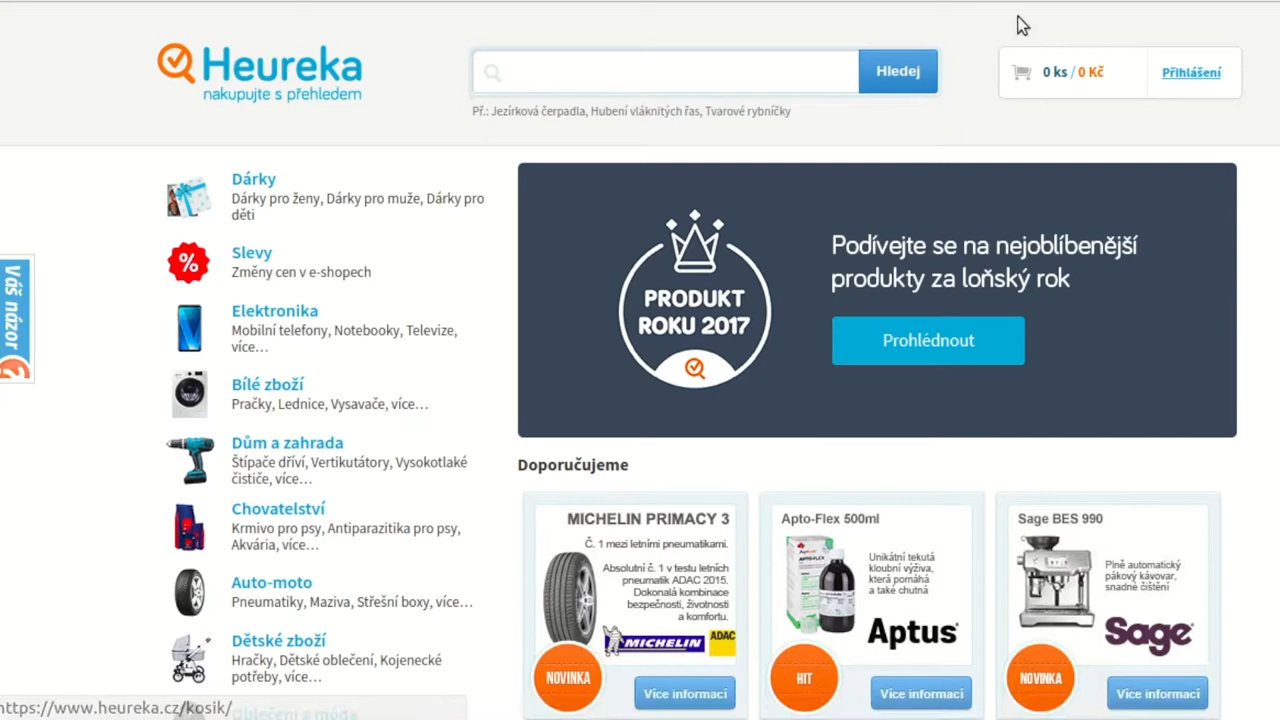 Heureka
nakupujte s přehledem
Hledej
0 ks / 0 Kč
Přihlášení
Př.: Jezírková čerpadla, Hubení vláknitých řas, Tvarové rybníčky
Dárky
Dárky pro ženy, Dárky pro muže, Dárky pro
děti
%
Slevy
Změny cen v e-shopech
Elektronika
Mobilní telefony, Notebooky, Televize,
více…
Bílé zboží
Pračky, Lednice, Vysavače, více…
Dům a zahrada
Štípače dříví, Vertikutátory, Vysokotlaké
čističe, více…
Chovatelství
Krmivo pro psy, Antiparazitika pro psy,
Akvária, více…
Auto-moto
Pneumatiky, Maziva, Střešní boxy, více…
Dětské zboží
Hračky, Dětské oblečení, Kojenecké
potřeby, více…
Oblečení a móda
https://www.heureka.cz/kosik/
Váš názor
PRODUKT
ROKU 2017
Podívejte se na nejoblíbenější
produkty za loňský rok
Prohlédnout
Doporučujeme
MICHELIN PRIMACY 3
Č. 1 mezi letními pneumatikami.
Absolutní č. 1 v testu letních
pneumatik ADAC 2015.
Dokonalá kombinace
bezpečnosti, životnosti
a komfortu.
MICHELIN
ADAC
NOVINKA
Více informací
Apto-Flex 500ml
Unikátní tekutá
kloubní výživa,
která pomáhá
a také chutná
Aptus
HIT
Více informací
Sage BES 990
Plně automatický
pákový kávovar,
snadné čištění
Sage
NOVINKA
Více informací